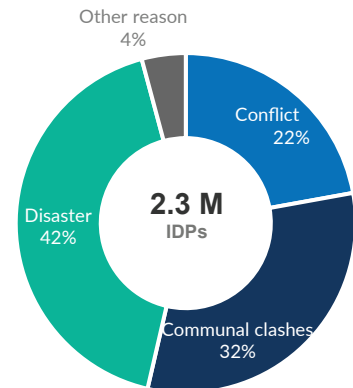 Other reason
4%
Conflict
22%
2.3 M
IDPs
Disaster
42%
Communal clashes
32%